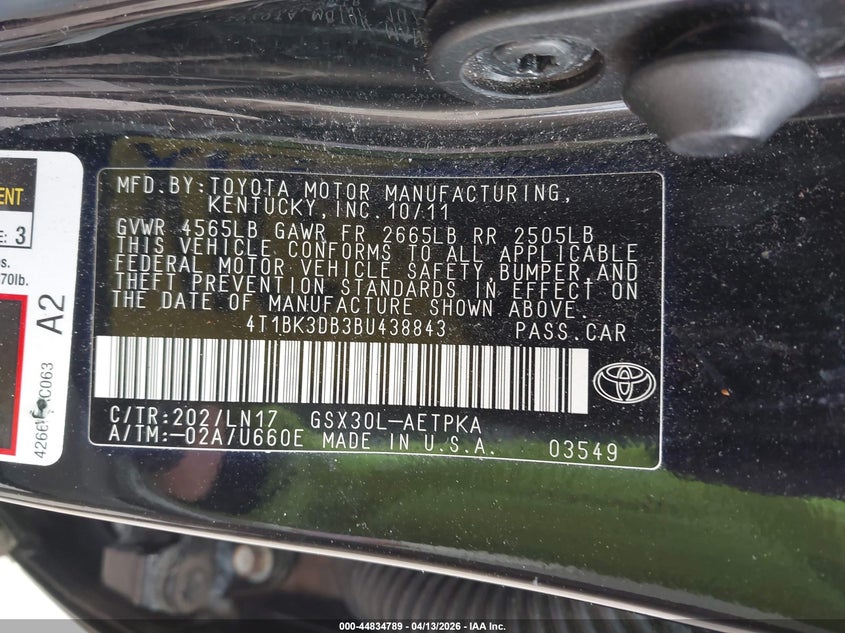 MFD.BY:TOYOTA MOTOR MANUFACTURING,
KENTUCKY,INC.10/11
GVWR 4565LB GAWR FR 2665LB RR 2505LB
THIS VEHICLE CONFORMS TO ALL APPLICABLE
FEDERAL MOTOR VEHICLE SAFETY, BUMPER AND
THEFT PREVENTION STANDARDS IN EFFECT ON
THE DATE OF MANUFACTURE SHOWN ABOVE.
4T1BK3DB3BU438843 PASS.CAR
C/TR:202/LN17 GSX30L-AETPKA
A/TM:-02A/U660E MADE IN U.S.A. 03549
ENT
E: 3
s.
70lb.
A2
000-44834789 - 04/13/2026 - IAA Inc.